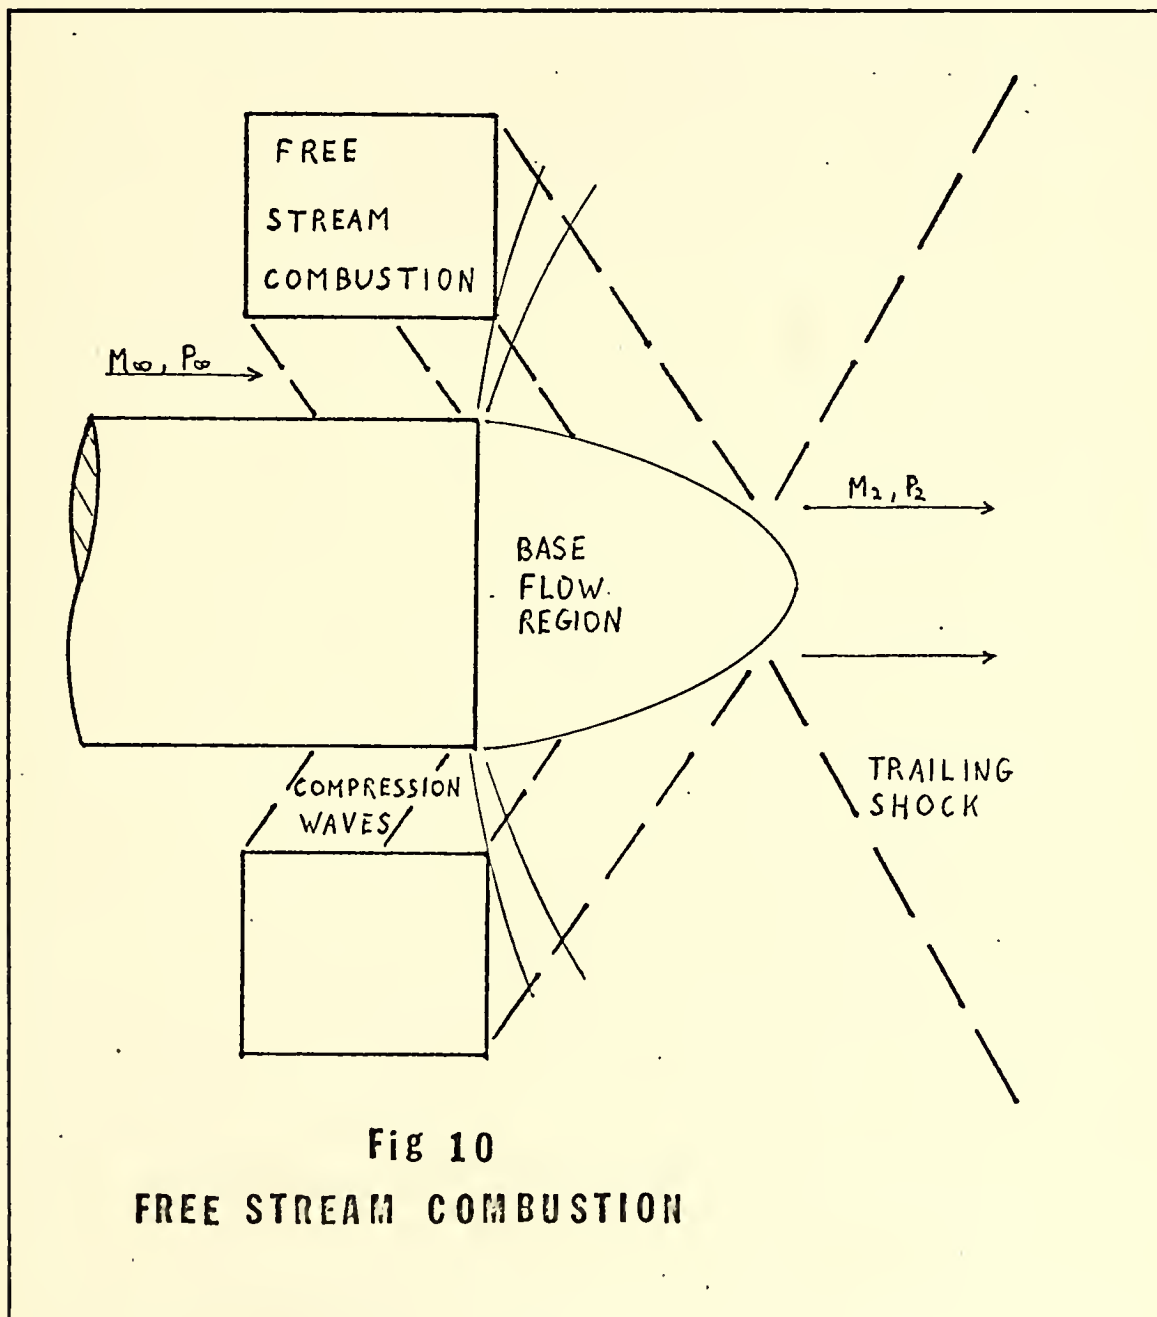 FREE
STREAM
COMBUSTION
M∞, P∞
M₂, P₂
BASE
FLOW
REGION
COMPRESSION
WAVES
TRAILING
SHOCK
Fig 10
FREE STREAM COMBUSTION